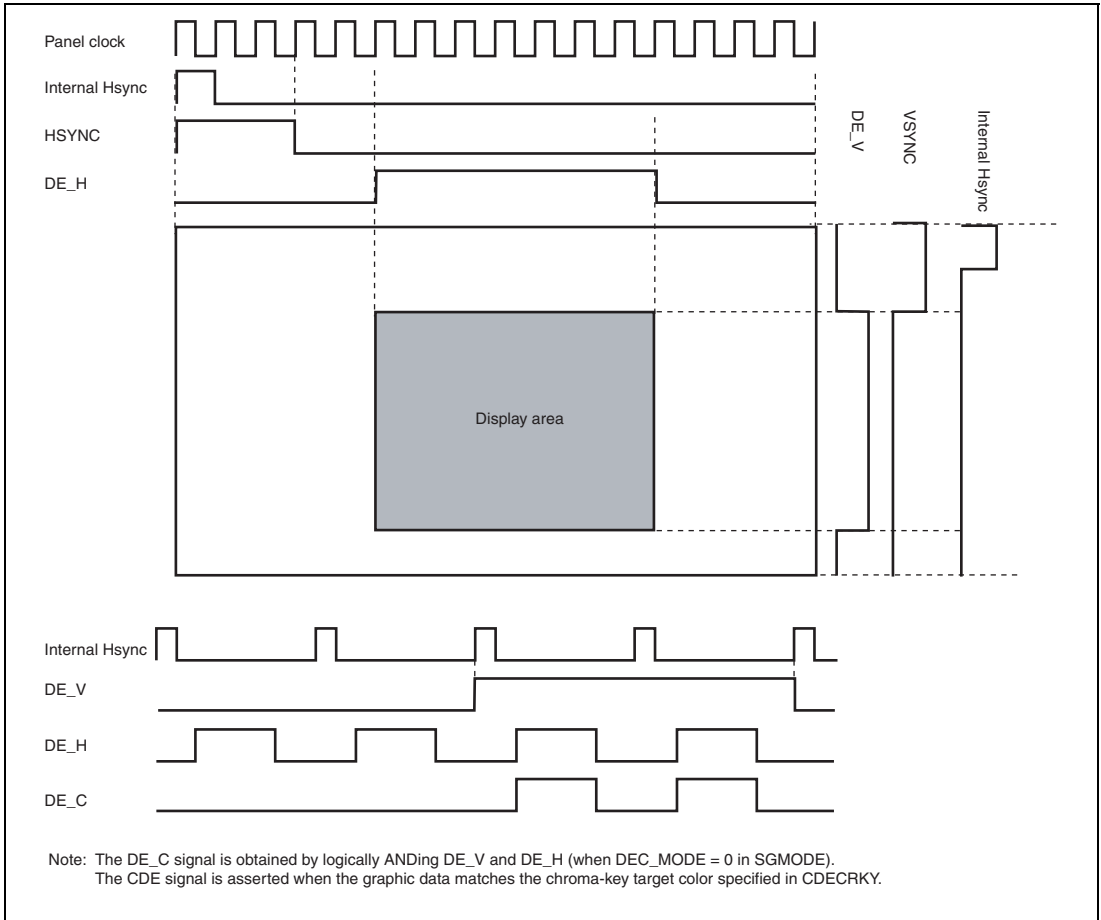 Panel clock
Internal Hsync
HSYNC
DE_H
DE_V
VSYNC
Internal Hsync
Display area
Internal Hsync
DE_V
DE_H
DE_C
Note: The DE_C signal is obtained by logically ANDing DE_V and DE_H (when DEC_MODE = 0 in SGMODE).
The CDE signal is asserted when the graphic data matches the chroma-key target color specified in CDECRKY.